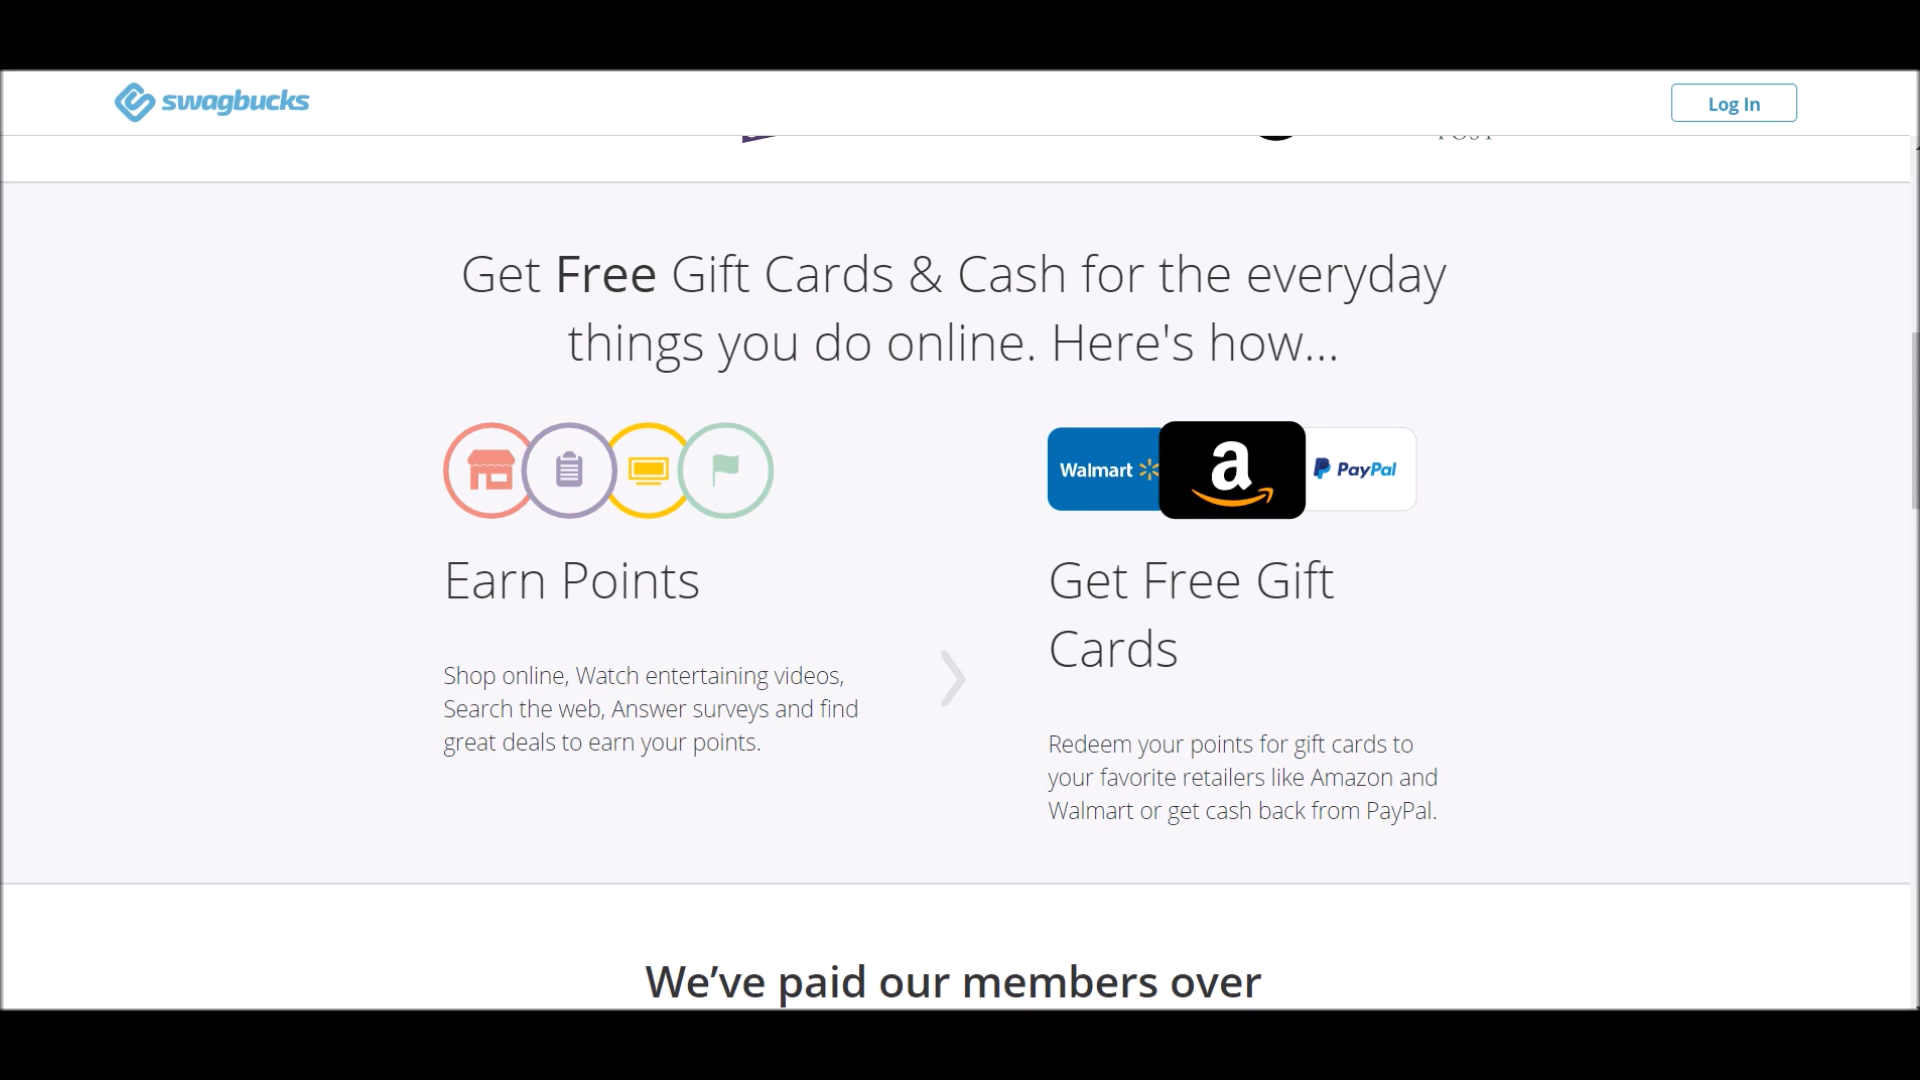 swagbucks
Log In
Get Free Gift Cards & Cash for the everyday
things you do online. Here's how...
Walmart
a
PayPal
Earn Points
Shop online, Watch entertaining videos,
Search the web, Answer surveys and find
great deals to earn your points.
Get Free Gift
Cards
Redeem your points for gift cards to
your favorite retailers like Amazon and
Walmart or get cash back from PayPal.
We’ve paid our members over